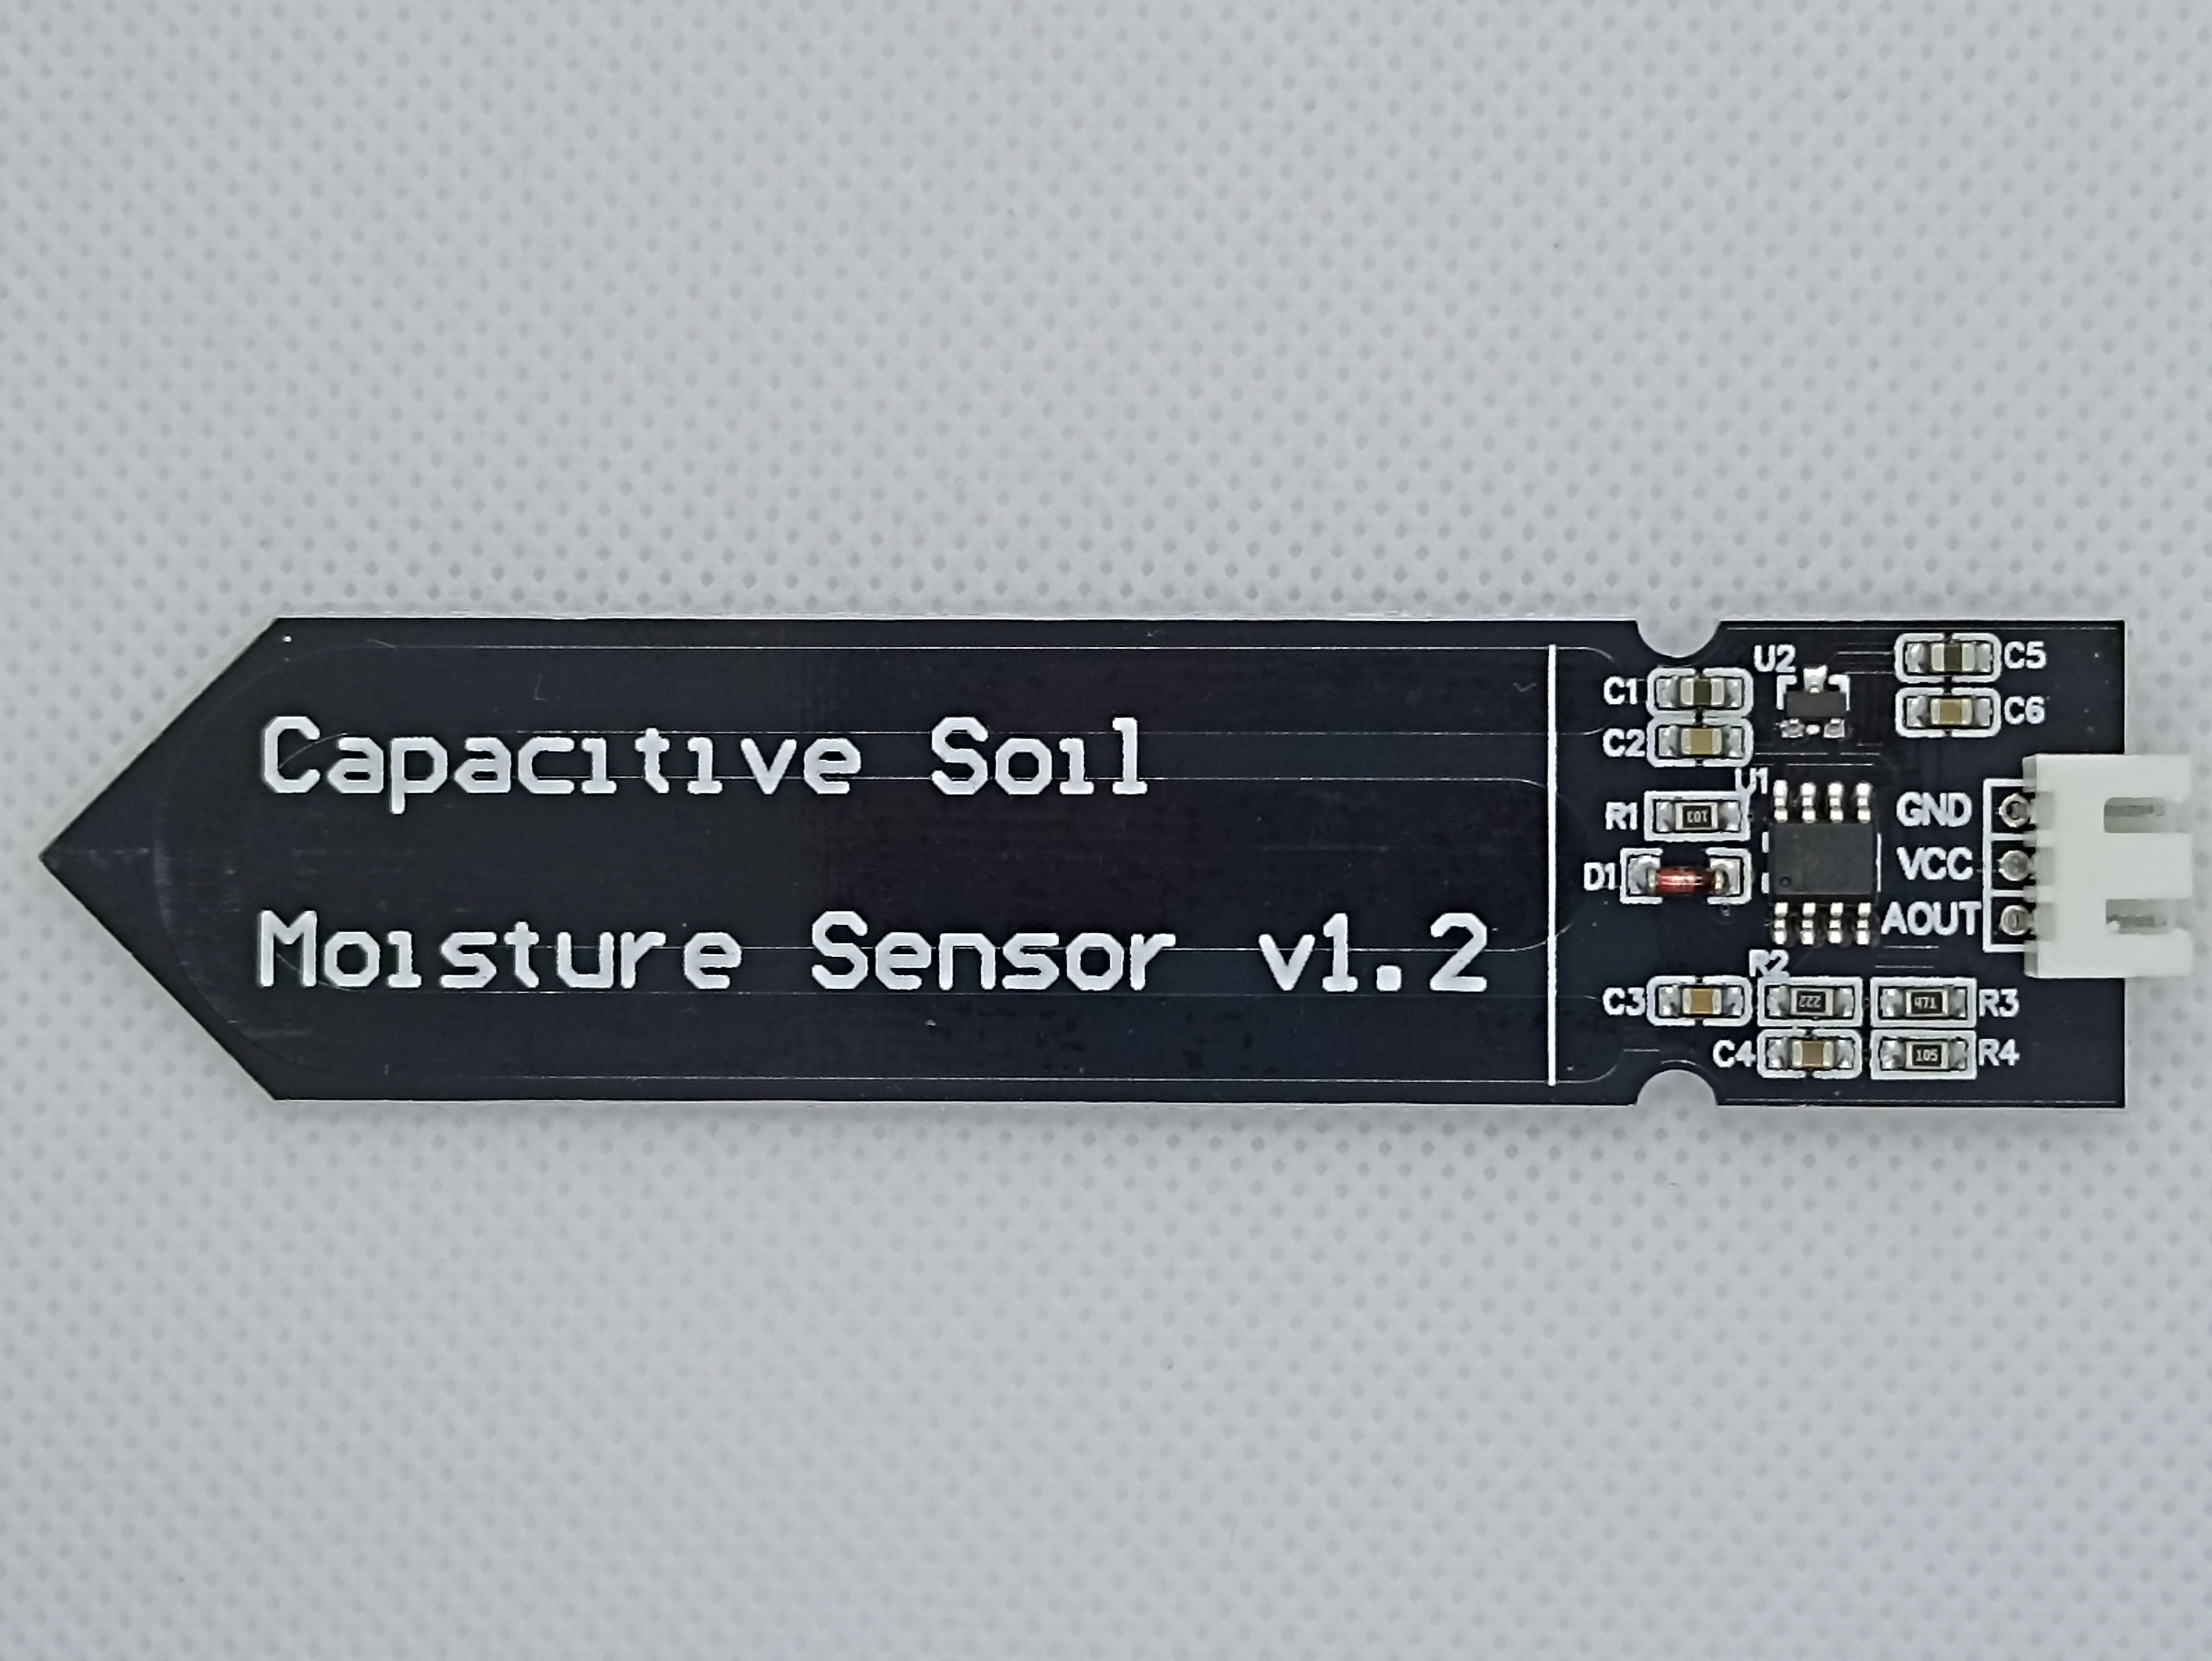 Capacitive Soil
Moisture Sensor v1.2
C1
C2
R1
103
D1
C3
U2
U1
C5
C6
GND
VCC
AOUT
R2
222
471
R3
C4
105
R4